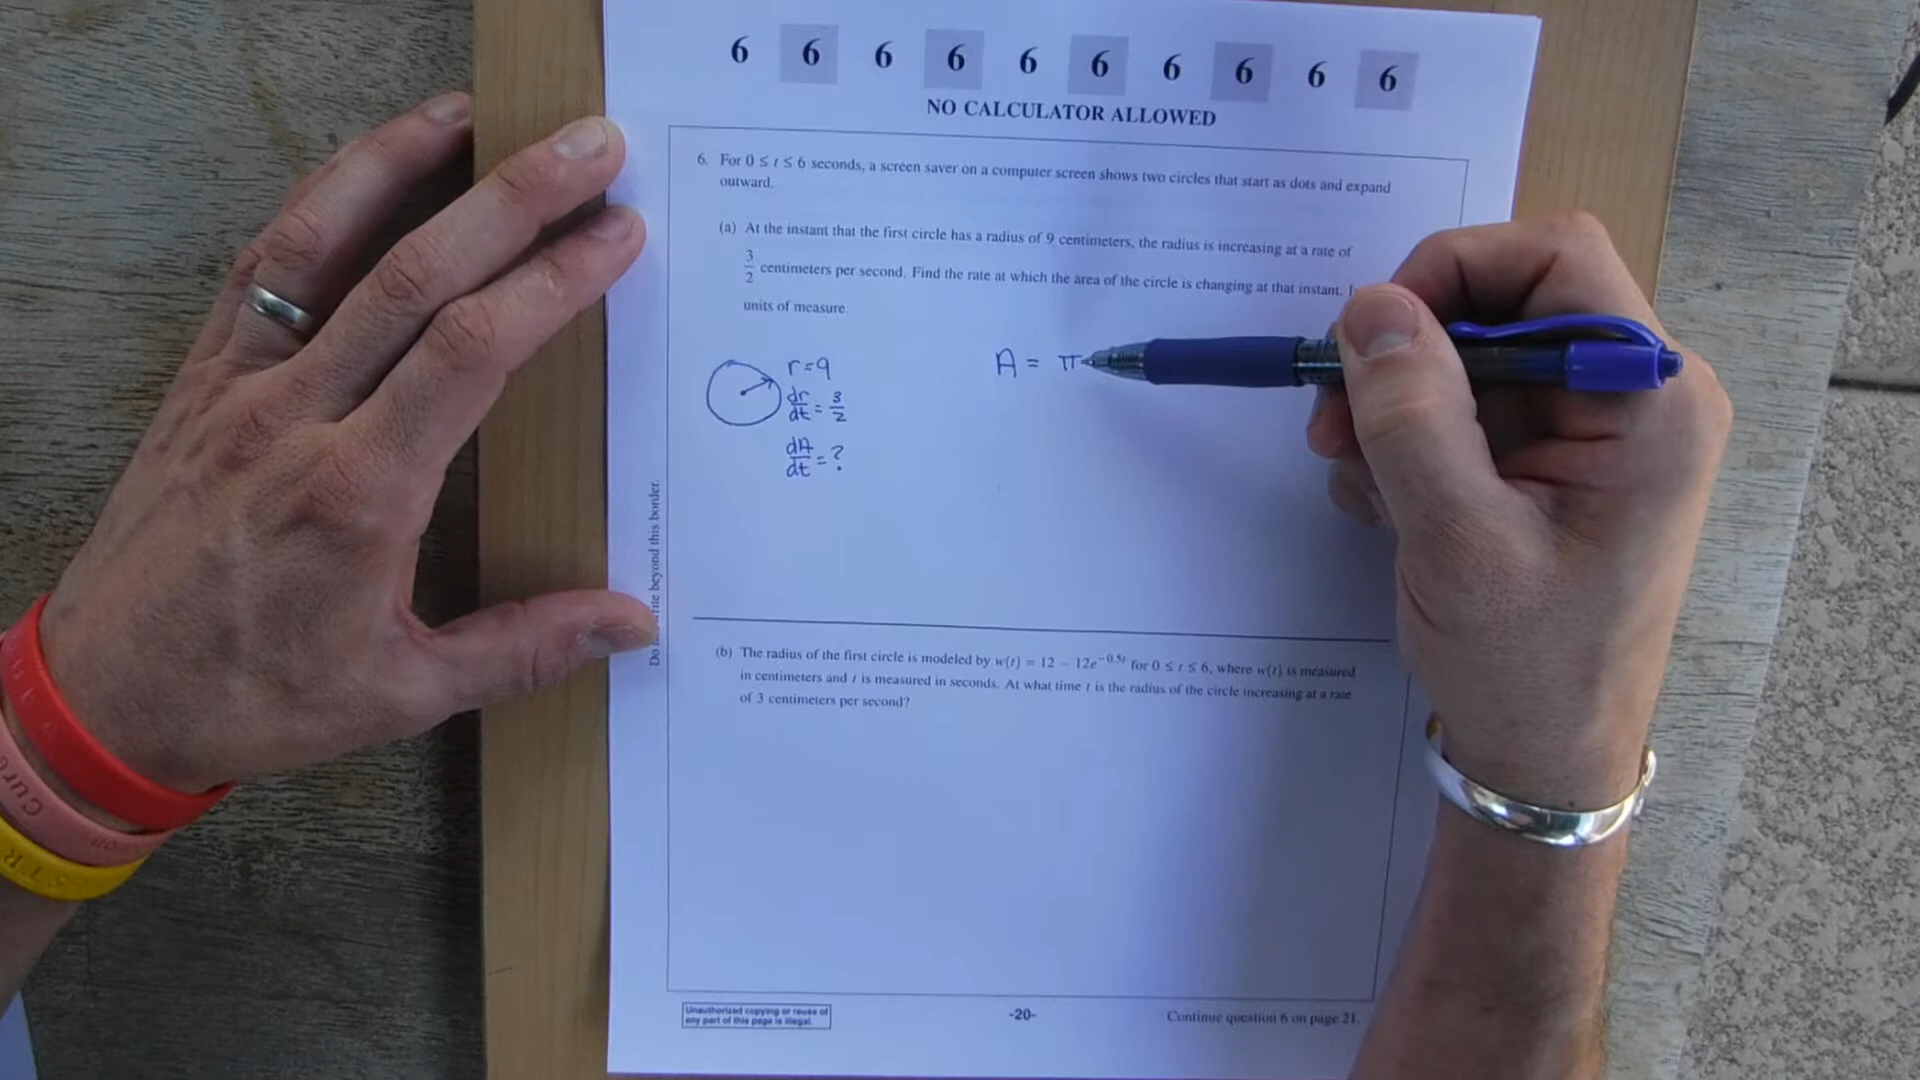 6 6 6 6 6 6 6 6 6 6
NO CALCULATOR ALLOWED
6. For 0 ≤ t ≤ 6 seconds, a screen saver on a computer screen shows two circles that start as dots and expand
outward.
(a) At the instant that the first circle has a radius of 9 centimeters, the radius is increasing at a rate of
3/2 centimeters per second. Find the rate at which the area of the circle is changing at that instant.
units of measure.
r=9
A = π
dr/dt = 3/2
dA/dt = ?
Do beyond this border.
(b) The radius of the first circle is modeled by w(t) = 12 − 12e^−0.5t for 0 ≤ t ≤ 6, where w(t) is measured
in centimeters and t is measured in seconds. At what time t is the radius of the circle increasing at a rate
of 3 centimeters per second?
Unauthorized copying or reuse of
any part of this page is illegal.
-20-
Continue question 6 on page 21.